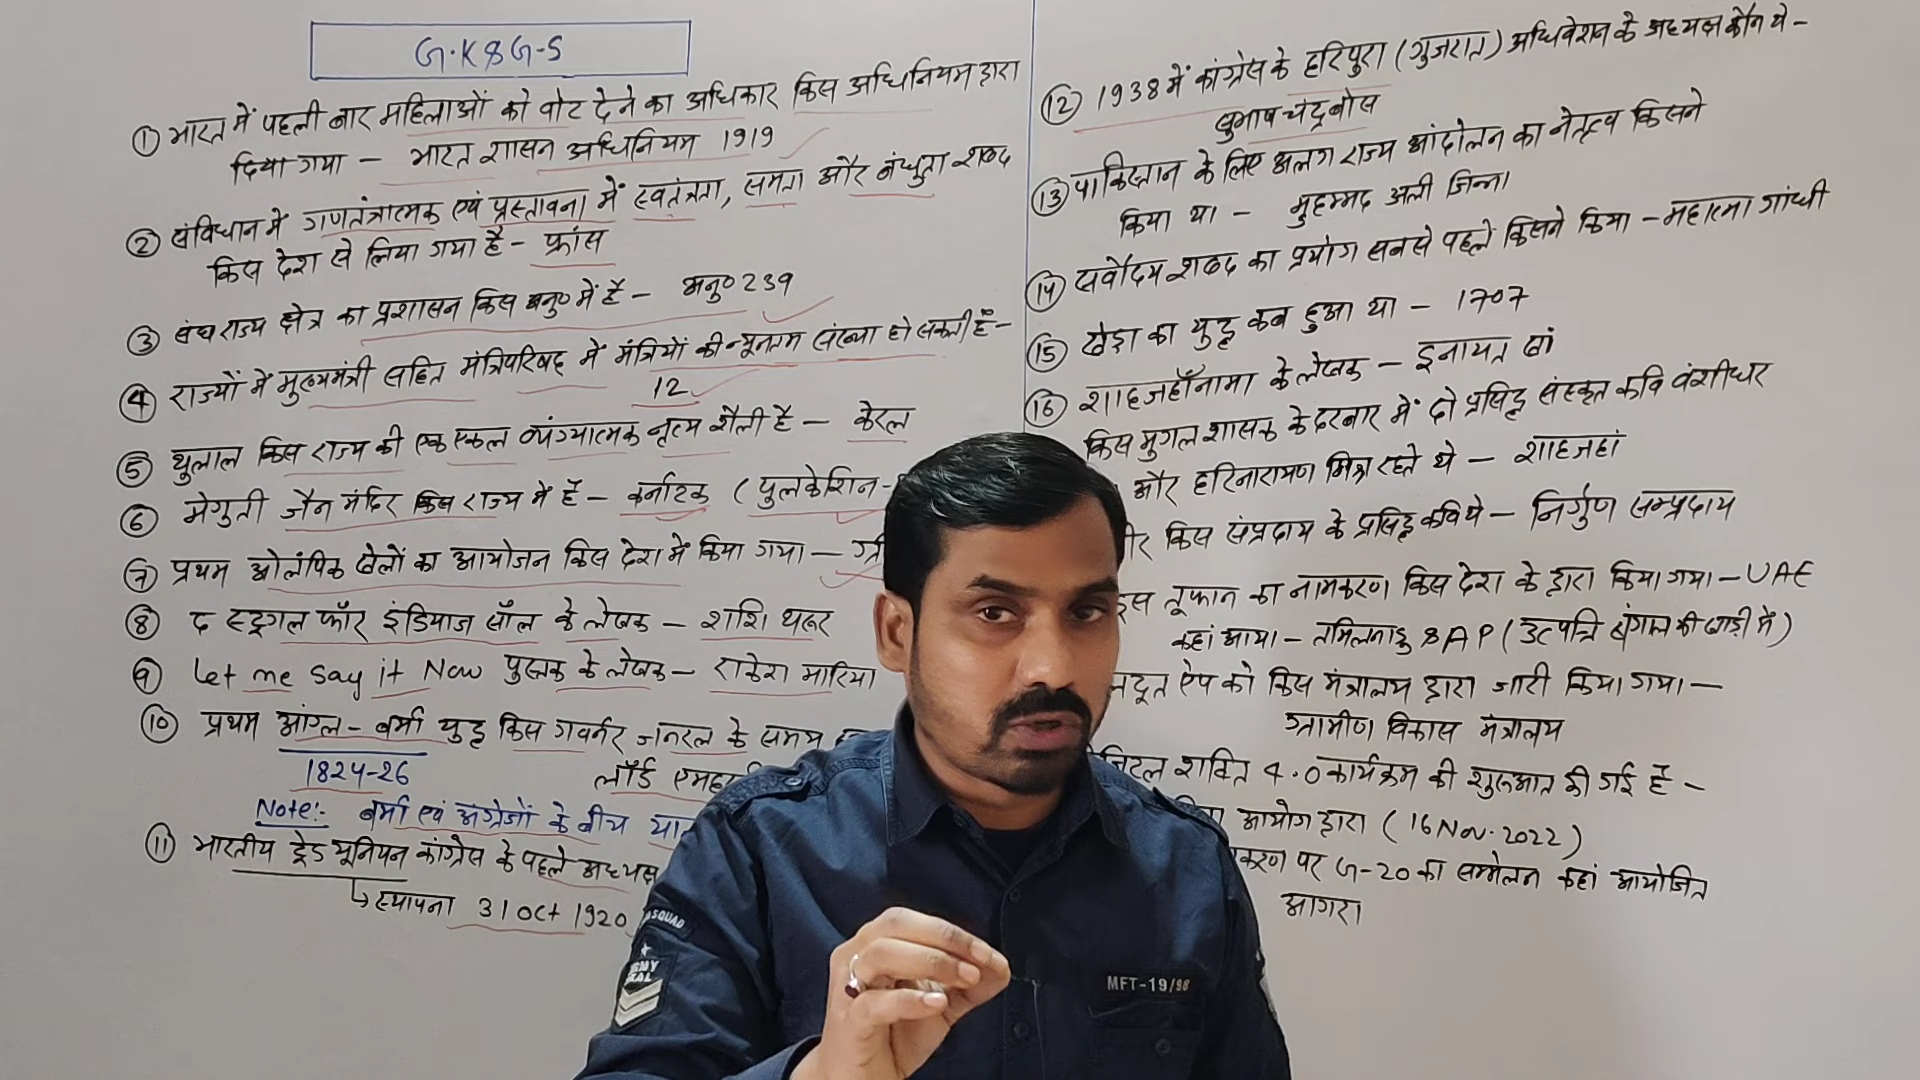 G.K & G-S
① भारत में पहली बार महिलाओं को वोट देने का अधिकार किस अधिनियम द्वारा
दिया गया – भारत शासन अधिनियम 1919
② संविधान में गणतंत्रात्मक एवं प्रस्तावना में स्वतंत्रता, समता और बंधुता शब्द
किस देश से लिया गया है – फ्रांस
③ संघ राज्य क्षेत्र का प्रशासन किस अनु० में है – अनु० 239
④ राज्यों में मुख्यमंत्री सहित मंत्रिपरिषद में मंत्रियों की न्यूनतम संख्या हो सकती है –
12
⑤ थुलाल किस राज्य की एक एकल व्यंग्यात्मक नृत्य शैली है – केरल
⑥ मेगुती जैन मंदिर किस राज्य में है – कर्नाटक (पुलकेशिन-
⑦ प्रथम ओलंपिक खेलों का आयोजन किस देश में किया गया –
⑧ द स्ट्रगल फॉर इंडियाज सॉल के लेखक – शशि थरूर
⑨ Let me Say it Now पुस्तक के लेखक – राकेश मारिया
⑩ प्रथम आंग्ल-बर्मा युद्ध किस गवर्नर जनरल के समय
1824-26
लॉर्ड
Note:- बर्मा एवं अंग्रेजों के बीच
⑪ भारतीय ट्रेड यूनियन कांग्रेस के पहले अध्यक्ष
स्थापना 31 Oct 1920
⑫ 1938 में कांग्रेस के हरिपुरा (गुजरात) अधिवेशन के अध्यक्ष कौन थे –
सुभाष चंद्र बोस
⑬ पाकिस्तान के लिए अलग राज्य आंदोलन का नेतृत्व किसने
किया था। – मुहम्मद अली जिन्ना
⑭ सर्वोदय शब्द का प्रयोग सबसे पहले किसने किया – महात्मा गांधी
⑮ खेड़ा का युद्ध कब हुआ था – 1707
⑯ शाहजहाँनामा के लेखक – इनायत खां
किस मुगल शासक के दरबार में दो प्रसिद्ध संस्कृत कवि वंशीधर
और हरिनारायण मिश्र रहते थे – शाहजहां
किस संप्रदाय के प्रसिद्ध कवि थे – निर्गुण सम्प्रदाय
तूफान का नामकरण किस देश के द्वारा किया गया – UAE
कहां आया – तमिलनाडु & AP (उत्पत्ति बंगाल की खाड़ी में)
ऐप को किस मंत्रालय द्वारा जारी किया गया –
ग्रामीण विकास मंत्रालय
शक्ति 4.0 कार्यक्रम की शुरूआत की गई है –
आयोग द्वारा (16 Nov. 2022)
पर G-20 का सम्मेलन कहां आयोजित
आगरा
SQUAD
MFT-19/98